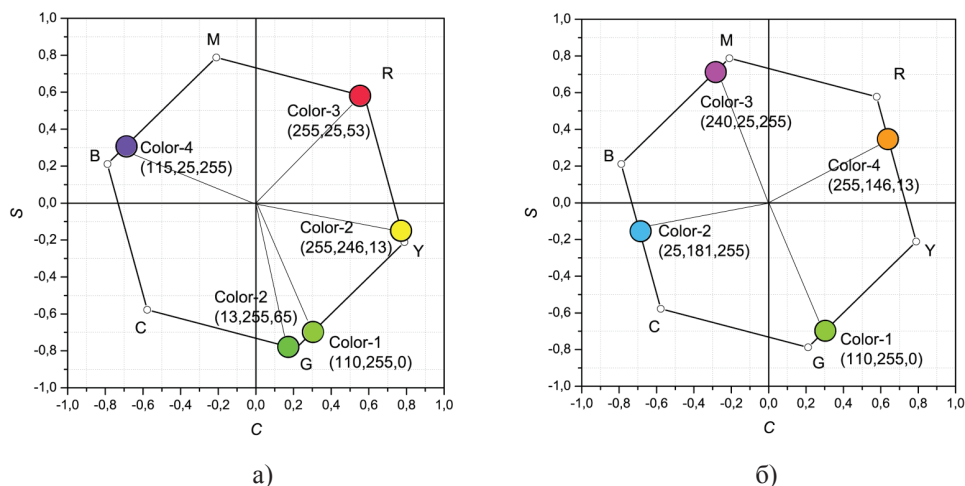 1,0
0,8
0,6
0,4
0,2
0,0
-0,2
-0,4
-0,6
-0,8
-1,0
S
-1,0 -0,8 -0,6 -0,4 -0,2 0,0 0,2 0,4 0,6 0,8 1,0
C
M
R
Color-3
(255,25,53)
Color-4
(115,25,255)
B
Color-2
(255,246,13)
Y
Color-2
(13,255,65)
C
Color-1
(110,255,0)
G
а)
1,0
0,8
0,6
0,4
0,2
0,0
-0,2
-0,4
-0,6
-0,8
-1,0
S
-1,0 -0,8 -0,6 -0,4 -0,2 0,0 0,2 0,4 0,6 0,8 1,0
C
M
R
Color-3
(240,25,255)
B
Color-4
(255,146,13)
Color-2
(25,181,255)
Y
C
Color-1
(110,255,0)
G
б)